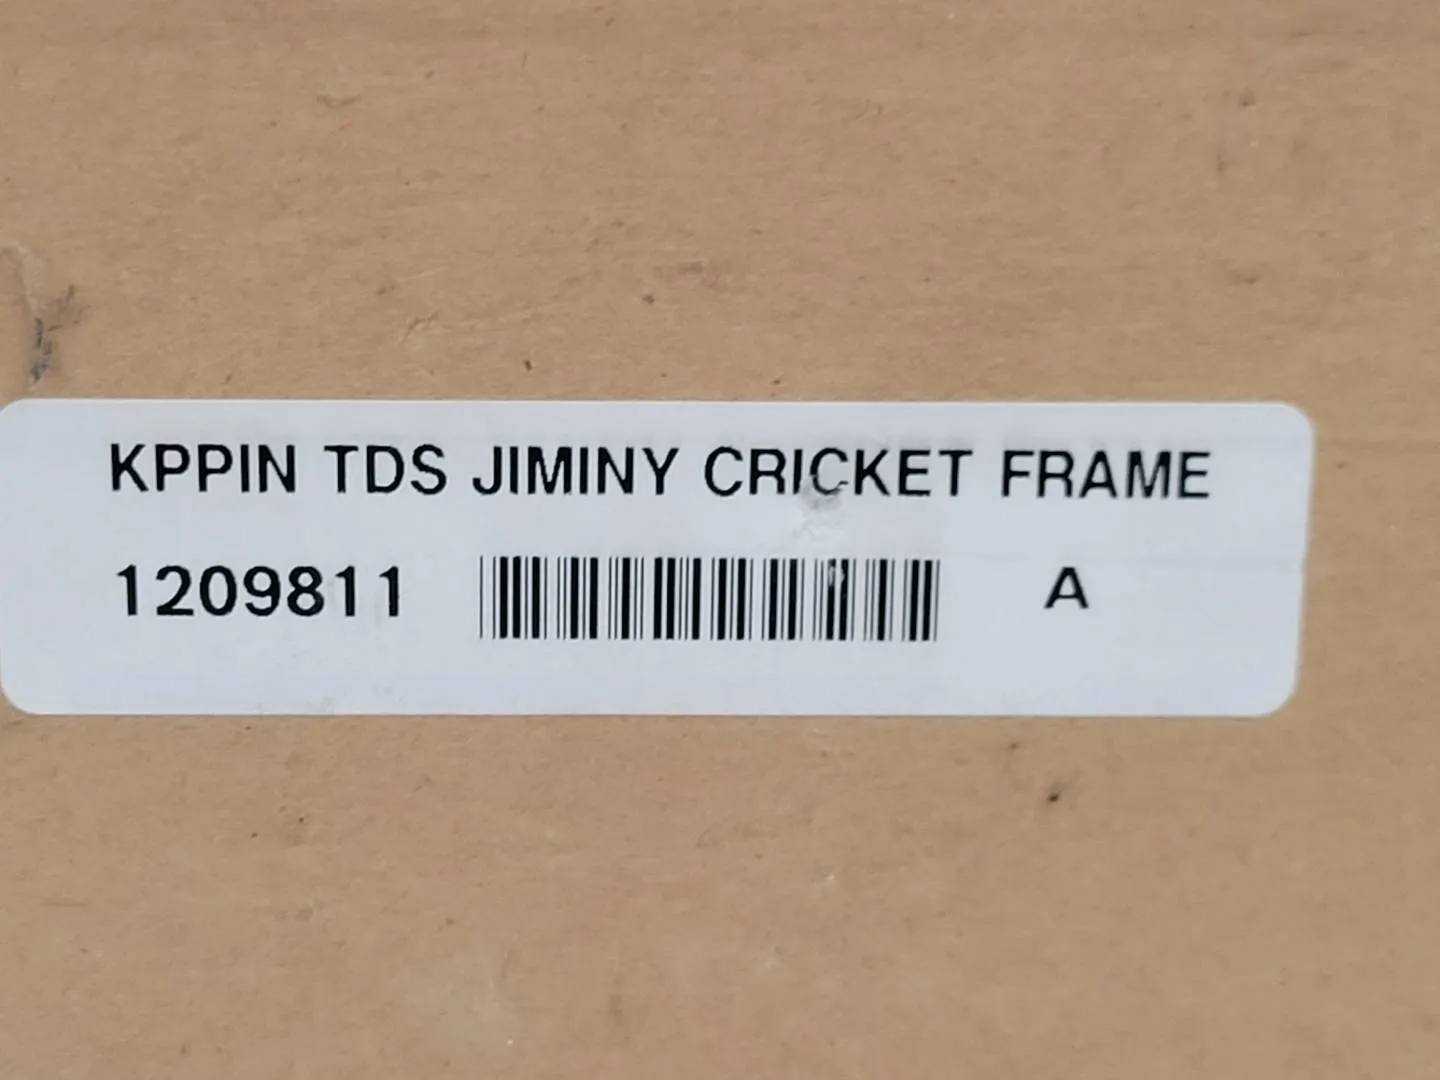 KPPIN TDS JIMINY CRICKET FRAME
1209811 A